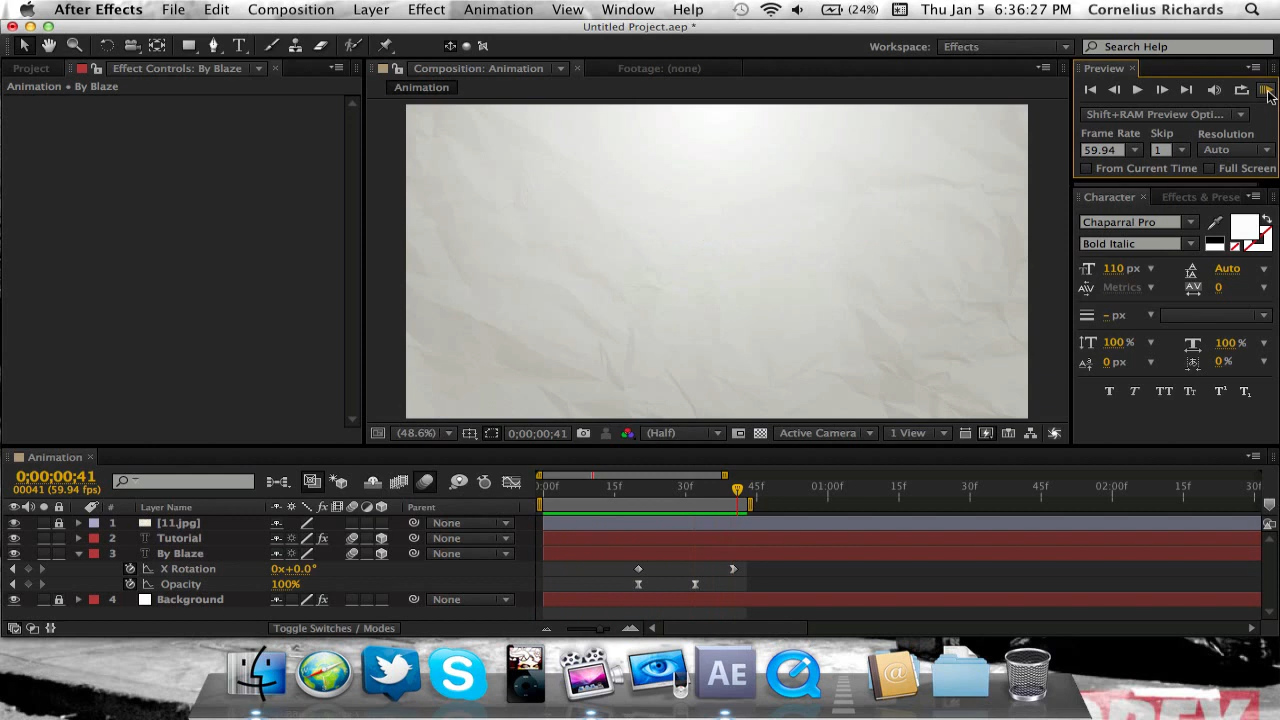 After Effects File Edit Composition Layer Effect Animation View Window Help (24%) Thu Jan 5 6:36:27 PM Cornelius Richards
Untitled Project.aep *
Workspace: Effects Search Help
Project Effect Controls: By Blaze Composition: Animation Footage: (none) Preview
Animation • By Blaze Animation
Shift+RAM Preview Opti...
Frame Rate Skip Resolution
59.94 1 Auto
From Current Time Full Screen
Character Effects & Prese
Chaparral Pro
Bold Italic
110 px Auto
Metrics 0
- px
100 % 100 %
0 px 0 %
T T TT Tt T¹ T₁
(48.6%) 0;00;00;41 (Half) Active Camera 1 View
Animation
0;00;00;41
00041 (59.94 fps)
:00f 15f 30f 45f 01:00f 15f 30f 45f 02:00f 15f 30f
# Layer Name Parent
1 [11.jpg] None
2 T Tutorial fx None
3 T By Blaze None
X Rotation 0x+0.0°
Opacity 100%
4 Background fx None
Toggle Switches / Modes
AE